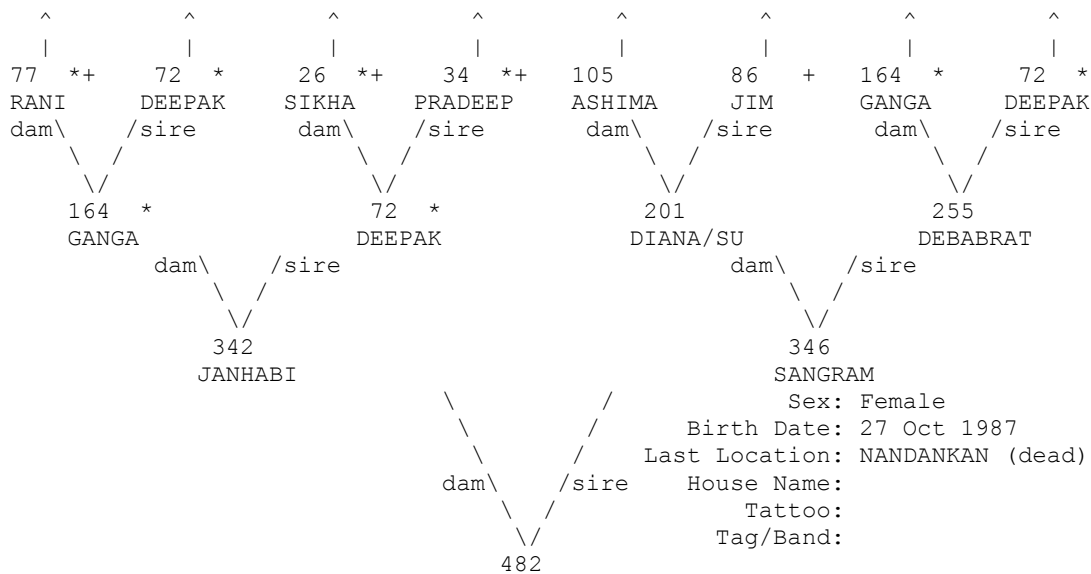 ^ ^ ^ ^ ^ ^ ^ ^
| | | | | | | |
77 *+ 72 * 26 *+ 34 *+ 105 86 + 164 * 72 *
RANI DEEPAK SIKHA PRADEEP ASHIMA JIM GANGA DEEPAK
dam\ /sire dam\ /sire dam\ /sire dam\ /sire
\ / \ / \ / \ /
\/ \/ \/ \/
164 * 72 * 201 255
GANGA DEEPAK DIANA/SU DEBABRAT
dam\ /sire dam\ /sire
\ / \ /
\/ \/
342 346
JANHABI SANGRAM
\ / Sex: Female
\ / Birth Date: 27 Oct 1987
\ / Last Location: NANDANKAN (dead)
dam\ /sire House Name:
\ / Tattoo:
\/ Tag/Band:
482